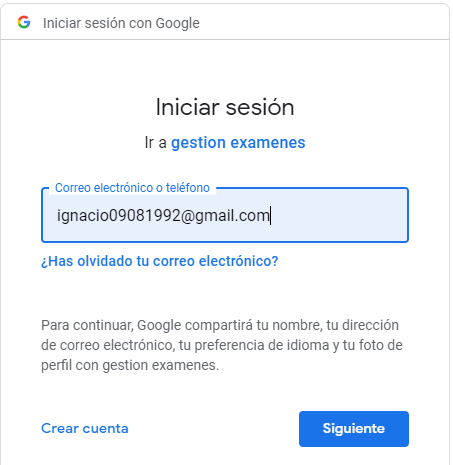 Iniciar sesión con Google
Iniciar sesión
Ir a gestion examenes
Correo electrónico o teléfono
ignacio09081992@gmail.com
¿Has olvidado tu correo electrónico?
Para continuar, Google compartirá tu nombre, tu dirección
de correo electrónico, tu preferencia de idioma y tu foto de
perfil con gestion examenes.
Crear cuenta
Siguiente